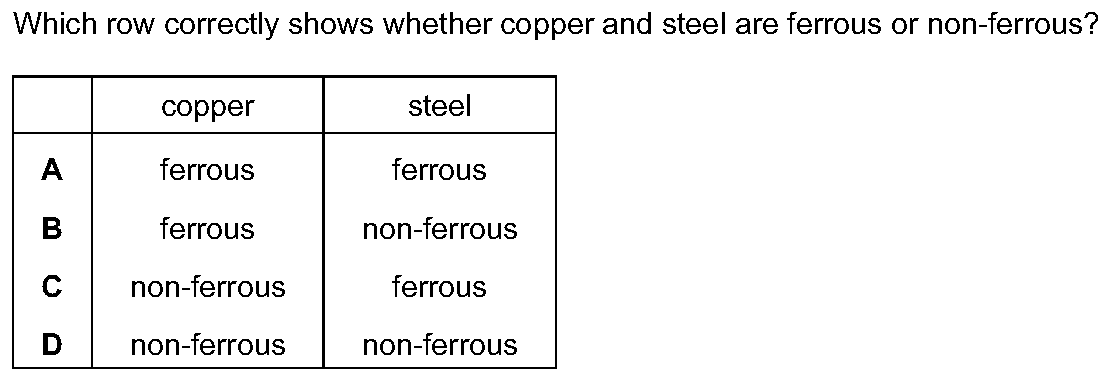 Which row correctly shows whether copper and steel are ferrous or non-ferrous?
copper steel
A ferrous ferrous
B ferrous non-ferrous
C non-ferrous ferrous
D non-ferrous non-ferrous